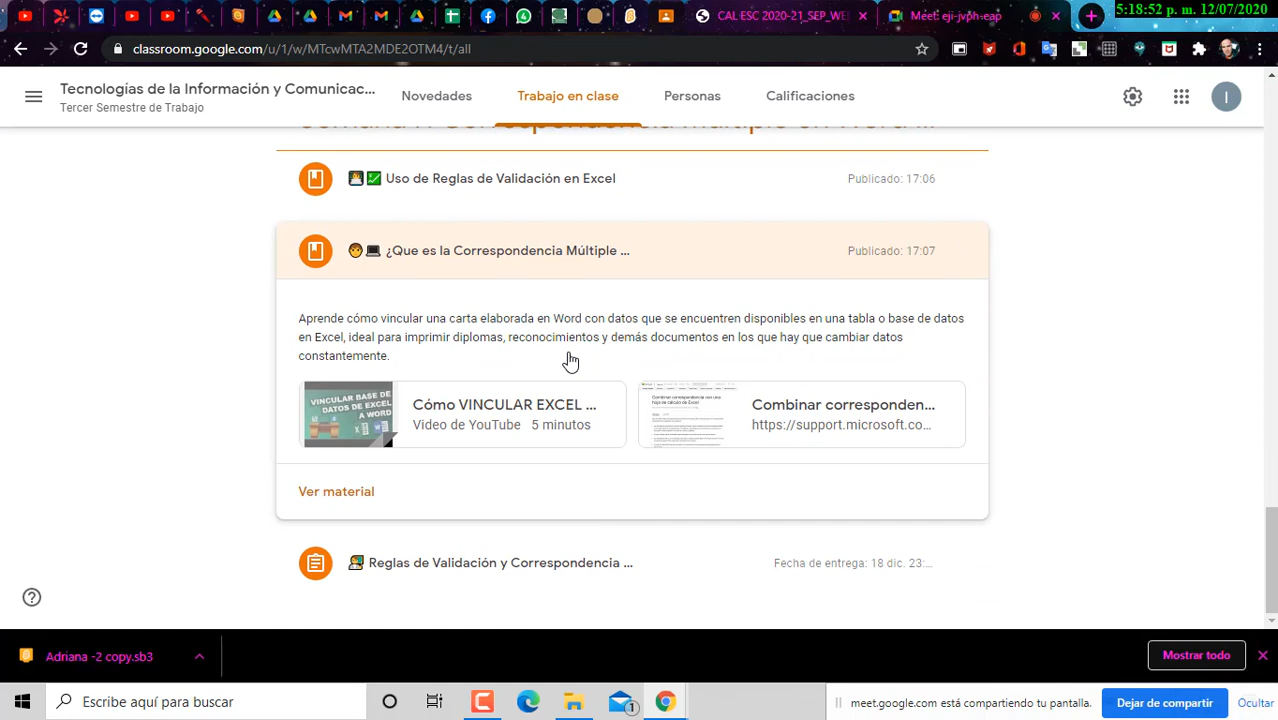 CAL ESC 2020-21_SEP_WE
Meet: eji-jvph-eap
5:18:52 p. m. 12/07/2020
classroom.google.com/u/1/w/MTcwMTA2MDE2OTM4/t/all
Tecnologías de la Información y Comunicac...
Tercer Semestre de Trabajo
Novedades
Trabajo en clase
Personas
Calificaciones
I
Uso de Reglas de Validación en Excel
Publicado: 17:06
¿Que es la Correspondencia Múltiple ...
Publicado: 17:07
Aprende cómo vincular una carta elaborada en Word con datos que se encuentren disponibles en una tabla o base de datos
en Excel, ideal para imprimir diplomas, reconocimientos y demás documentos en los que hay que cambiar datos
constantemente.
VINCULAR BASE
DATOS DE EXCEL
A WORD
Cómo VINCULAR EXCEL ...
Video de YouTube 5 minutos
Combinar corresponden...
https://support.microsoft.co...
Ver material
Reglas de Validación y Correspondencia ...
Fecha de entrega: 18 dic. 23:...
Adriana -2 copy.sb3
Mostrar todo
Escribe aquí para buscar
1
meet.google.com está compartiendo tu pantalla.
Dejar de compartir
Ocultar